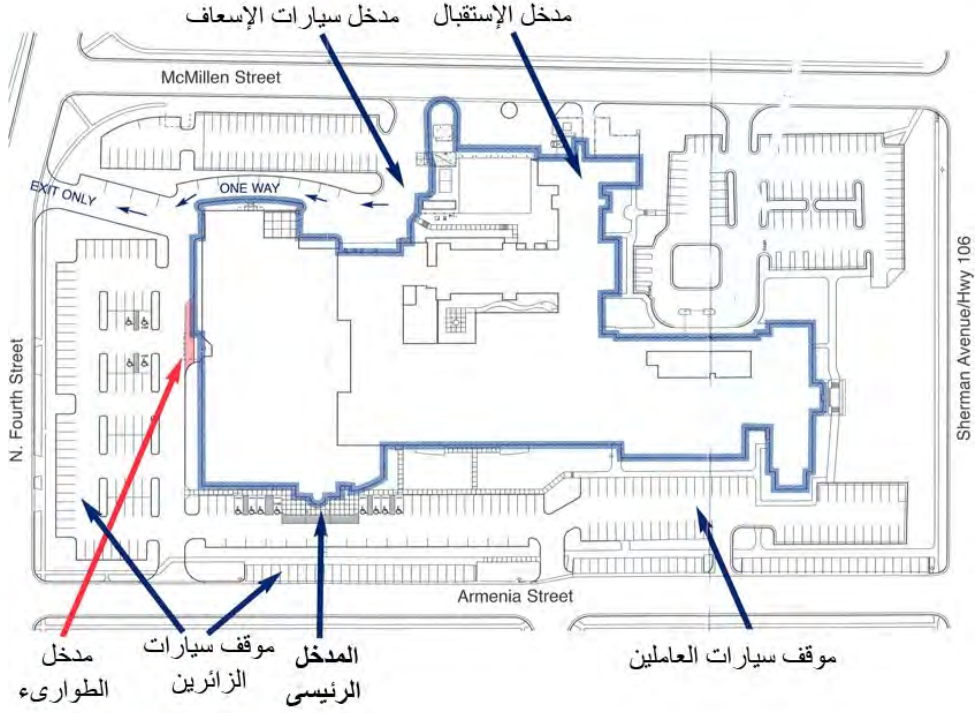 مدخل الإستقبال
مدخل سيارات الإسعاف
McMillen Street
EXIT ONLY
ONE WAY
N. Fourth Street
Sherman Avenue/Hwy 106
Armenia Street
مدخل
الطوارىء
موقف سيارات
الزائرين
المدخل
الرئيسى
موقف سيارات العاملين